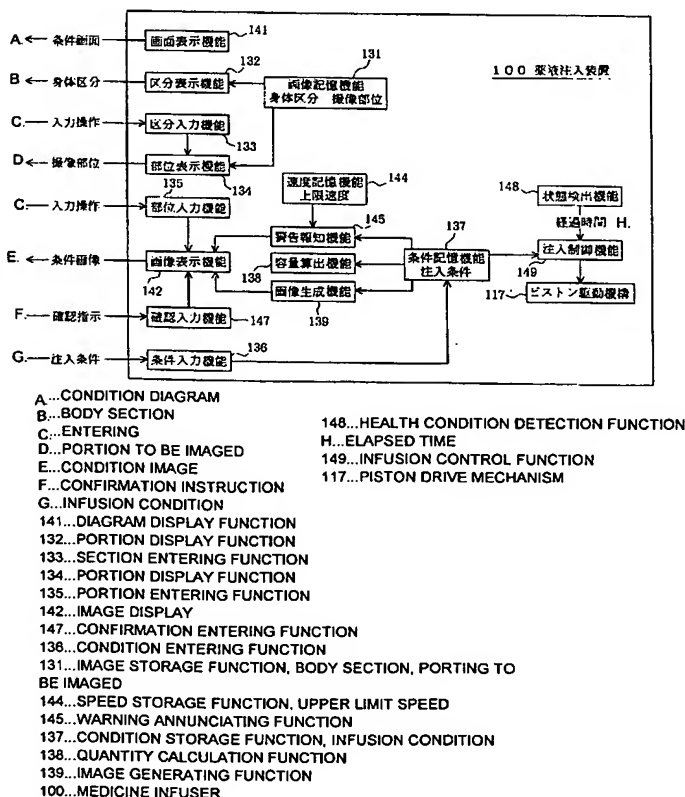 141
A. 条件画面
画面表示機能
132
131
B 身体区分
区分表示機能
画像記憶機能
身体区分 撮像部位
100 薬液注入装置
C. 入力操作
区分入力機能
133
D 撮像部位
部位表示機能
135
134
速度記憶機能
上限速度
144
148
状態検出機能
C. 入力操作
部位入力機能
145
137
経過時間 H.
警告報知機能
条件記憶機能
注入条件
注入制御機能
E. 条件画像
画像表示機能
容量算出機能
149
142
138
画像生成機能
117
ピストン駆動機構
F. 確認指示
確認入力機能
147
139
G. 注入条件
条件入力機能
136
A...CONDITION DIAGRAM
B...BODY SECTION
C...ENTERING
D...PORTION TO BE IMAGED
E...CONDITION IMAGE
F...CONFIRMATION INSTRUCTION
G...INFUSION CONDITION
141...DIAGRAM DISPLAY FUNCTION
132...PORTION DISPLAY FUNCTION
133...SECTION ENTERING FUNCTION
134...PORTION DISPLAY FUNCTION
135...PORTION ENTERING FUNCTION
142...IMAGE DISPLAY
147...CONFIRMATION ENTERING FUNCTION
136...CONDITION ENTERING FUNCTION
131...IMAGE STORAGE FUNCTION, BODY SECTION, PORTING TO
BE IMAGED
144...SPEED STORAGE FUNCTION, UPPER LIMIT SPEED
145...WARNING ANNUNCIATING FUNCTION
137...CONDITION STORAGE FUNCTION, INFUSION CONDITION
138...QUANTITY CALCULATION FUNCTION
139...IMAGE GENERATING FUNCTION
100...MEDICINE INFUSER
148...HEALTH CONDITION DETECTION FUNCTION
H...ELAPSED TIME
149...INFUSION CONTROL FUNCTION
117...PISTON DRIVE MECHANISM